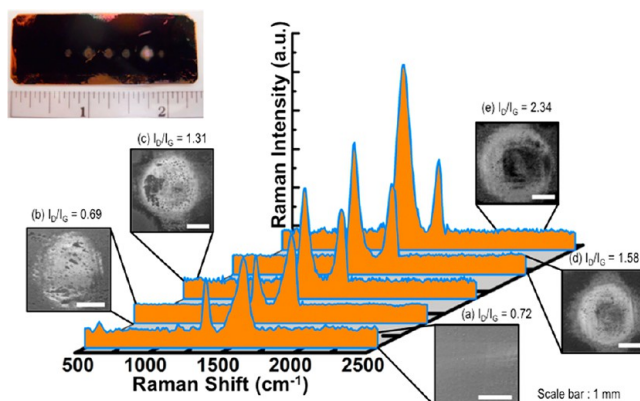 1
2
(c) I_D/I_G = 1.31
(b) I_D/I_G = 0.69
(e) I_D/I_G = 2.34
(d) I_D/I_G = 1.58
(a) I_D/I_G = 0.72
Raman Intensity (a.u.)
500 1000 1500 2000 2500
Raman Shift (cm⁻¹)
Scale bar : 1 mm